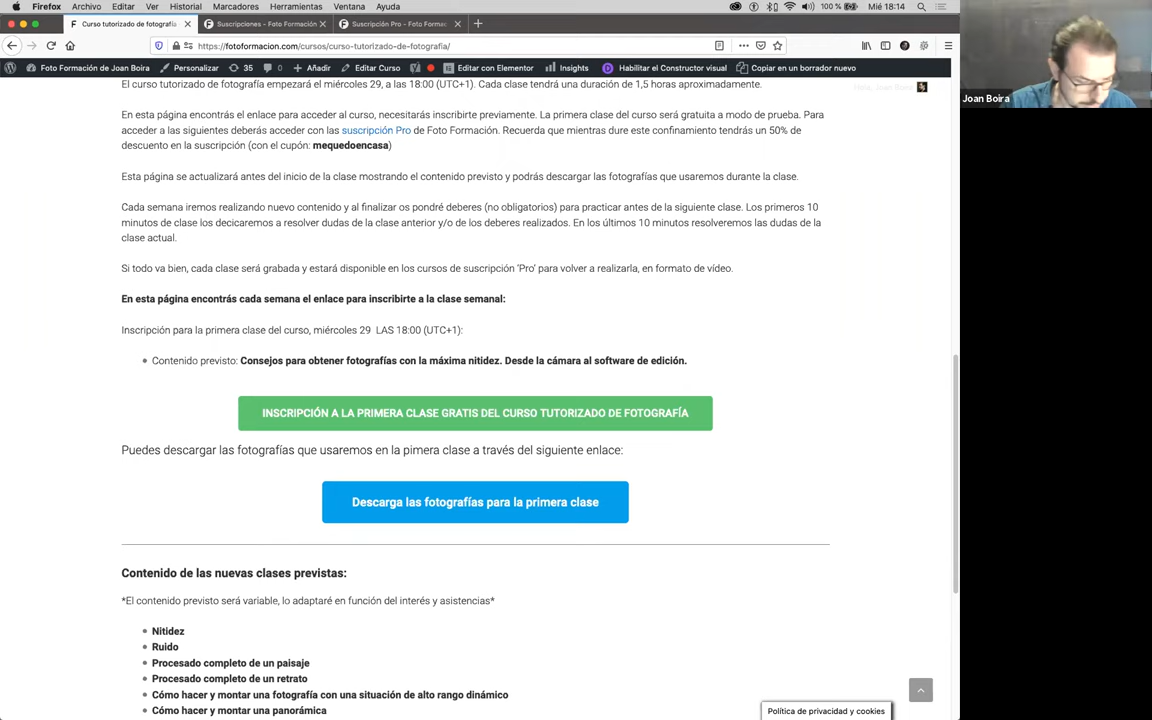 Firefox Archivo Editar Ver Historial Marcadores Herramientas Ventana Ayuda 100 % Mié 18:14
F Curso tutorizado de fotografí × Suscripciones - Foto Formación × Suscripción Pro - Foto Formac ×
https://fotoformacion.com/cursos/curso-tutorizado-de-fotografia/
Foto Formación de Joan Boira Personalizar 35 0 Añadir Editar Curso Editar con Elementor Insights Habilitar el Constructor visual Copiar en un borrador nuevo
Hola, Joan Boira
Joan Boira
El curso tutorizado de fotografía empezará el miércoles 29, a las 18:00 (UTC+1). Cada clase tendrá una duración de 1,5 horas aproximadamente.
En esta página encontrás el enlace para acceder al curso, necesitarás inscribirte previamente. La primera clase del curso será gratuita a modo de prueba. Para
acceder a las siguientes deberás acceder con las suscripción Pro de Foto Formación. Recuerda que mientras dure este confinamiento tendrás un 50% de
descuento en la suscripción (con el cupón: mequedoencasa)
Esta página se actualizará antes del inicio de la clase mostrando el contenido previsto y podrás descargar las fotografías que usaremos durante la clase.
Cada semana iremos realizando nuevo contenido y al finalizar os pondré deberes (no obligatorios) para practicar antes de la siguiente clase. Los primeros 10
minutos de clase los decicaremos a resolver dudas de la clase anterior y/o de los deberes realizados. En los últimos 10 minutos resolveremos las dudas de la
clase actual.
Si todo va bien, cada clase será grabada y estará disponible en los cursos de suscripción ‘Pro’ para volver a realizarla, en formato de vídeo.
En esta página encontrás cada semana el enlace para inscribirte a la clase semanal:
Inscripción para la primera clase del curso, miércoles 29 LAS 18:00 (UTC+1):
Contenido previsto: Consejos para obtener fotografías con la máxima nitidez. Desde la cámara al software de edición.
INSCRIPCIÓN A LA PRIMERA CLASE GRATIS DEL CURSO TUTORIZADO DE FOTOGRAFÍA
Puedes descargar las fotografías que usaremos en la pimera clase a través del siguiente enlace:
Descarga las fotografías para la primera clase
Contenido de las nuevas clases previstas:
*El contenido previsto será variable, lo adaptaré en función del interés y asistencias*
Nitidez
Ruido
Procesado completo de un paisaje
Procesado completo de un retrato
Cómo hacer y montar una fotografía con una situación de alto rango dinámico
Cómo hacer y montar una panorámica
Política de privacidad y cookies